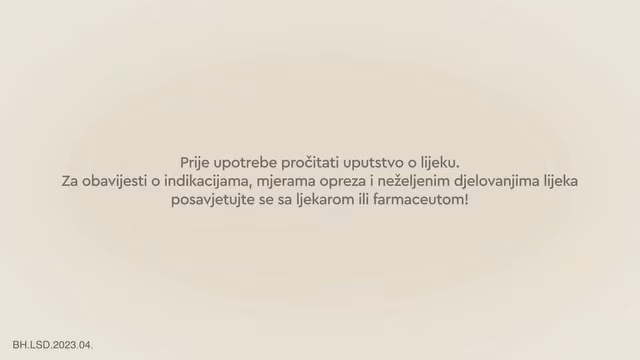 Prije upotrebe pročitati uputstvo o lijeku.
Za obavijesti o indikacijama, mjerama opreza i neželjenim djelovanjima lijeka
posavjetujte se sa ljekarom ili farmaceutom!
BH.LSD.2023.04.